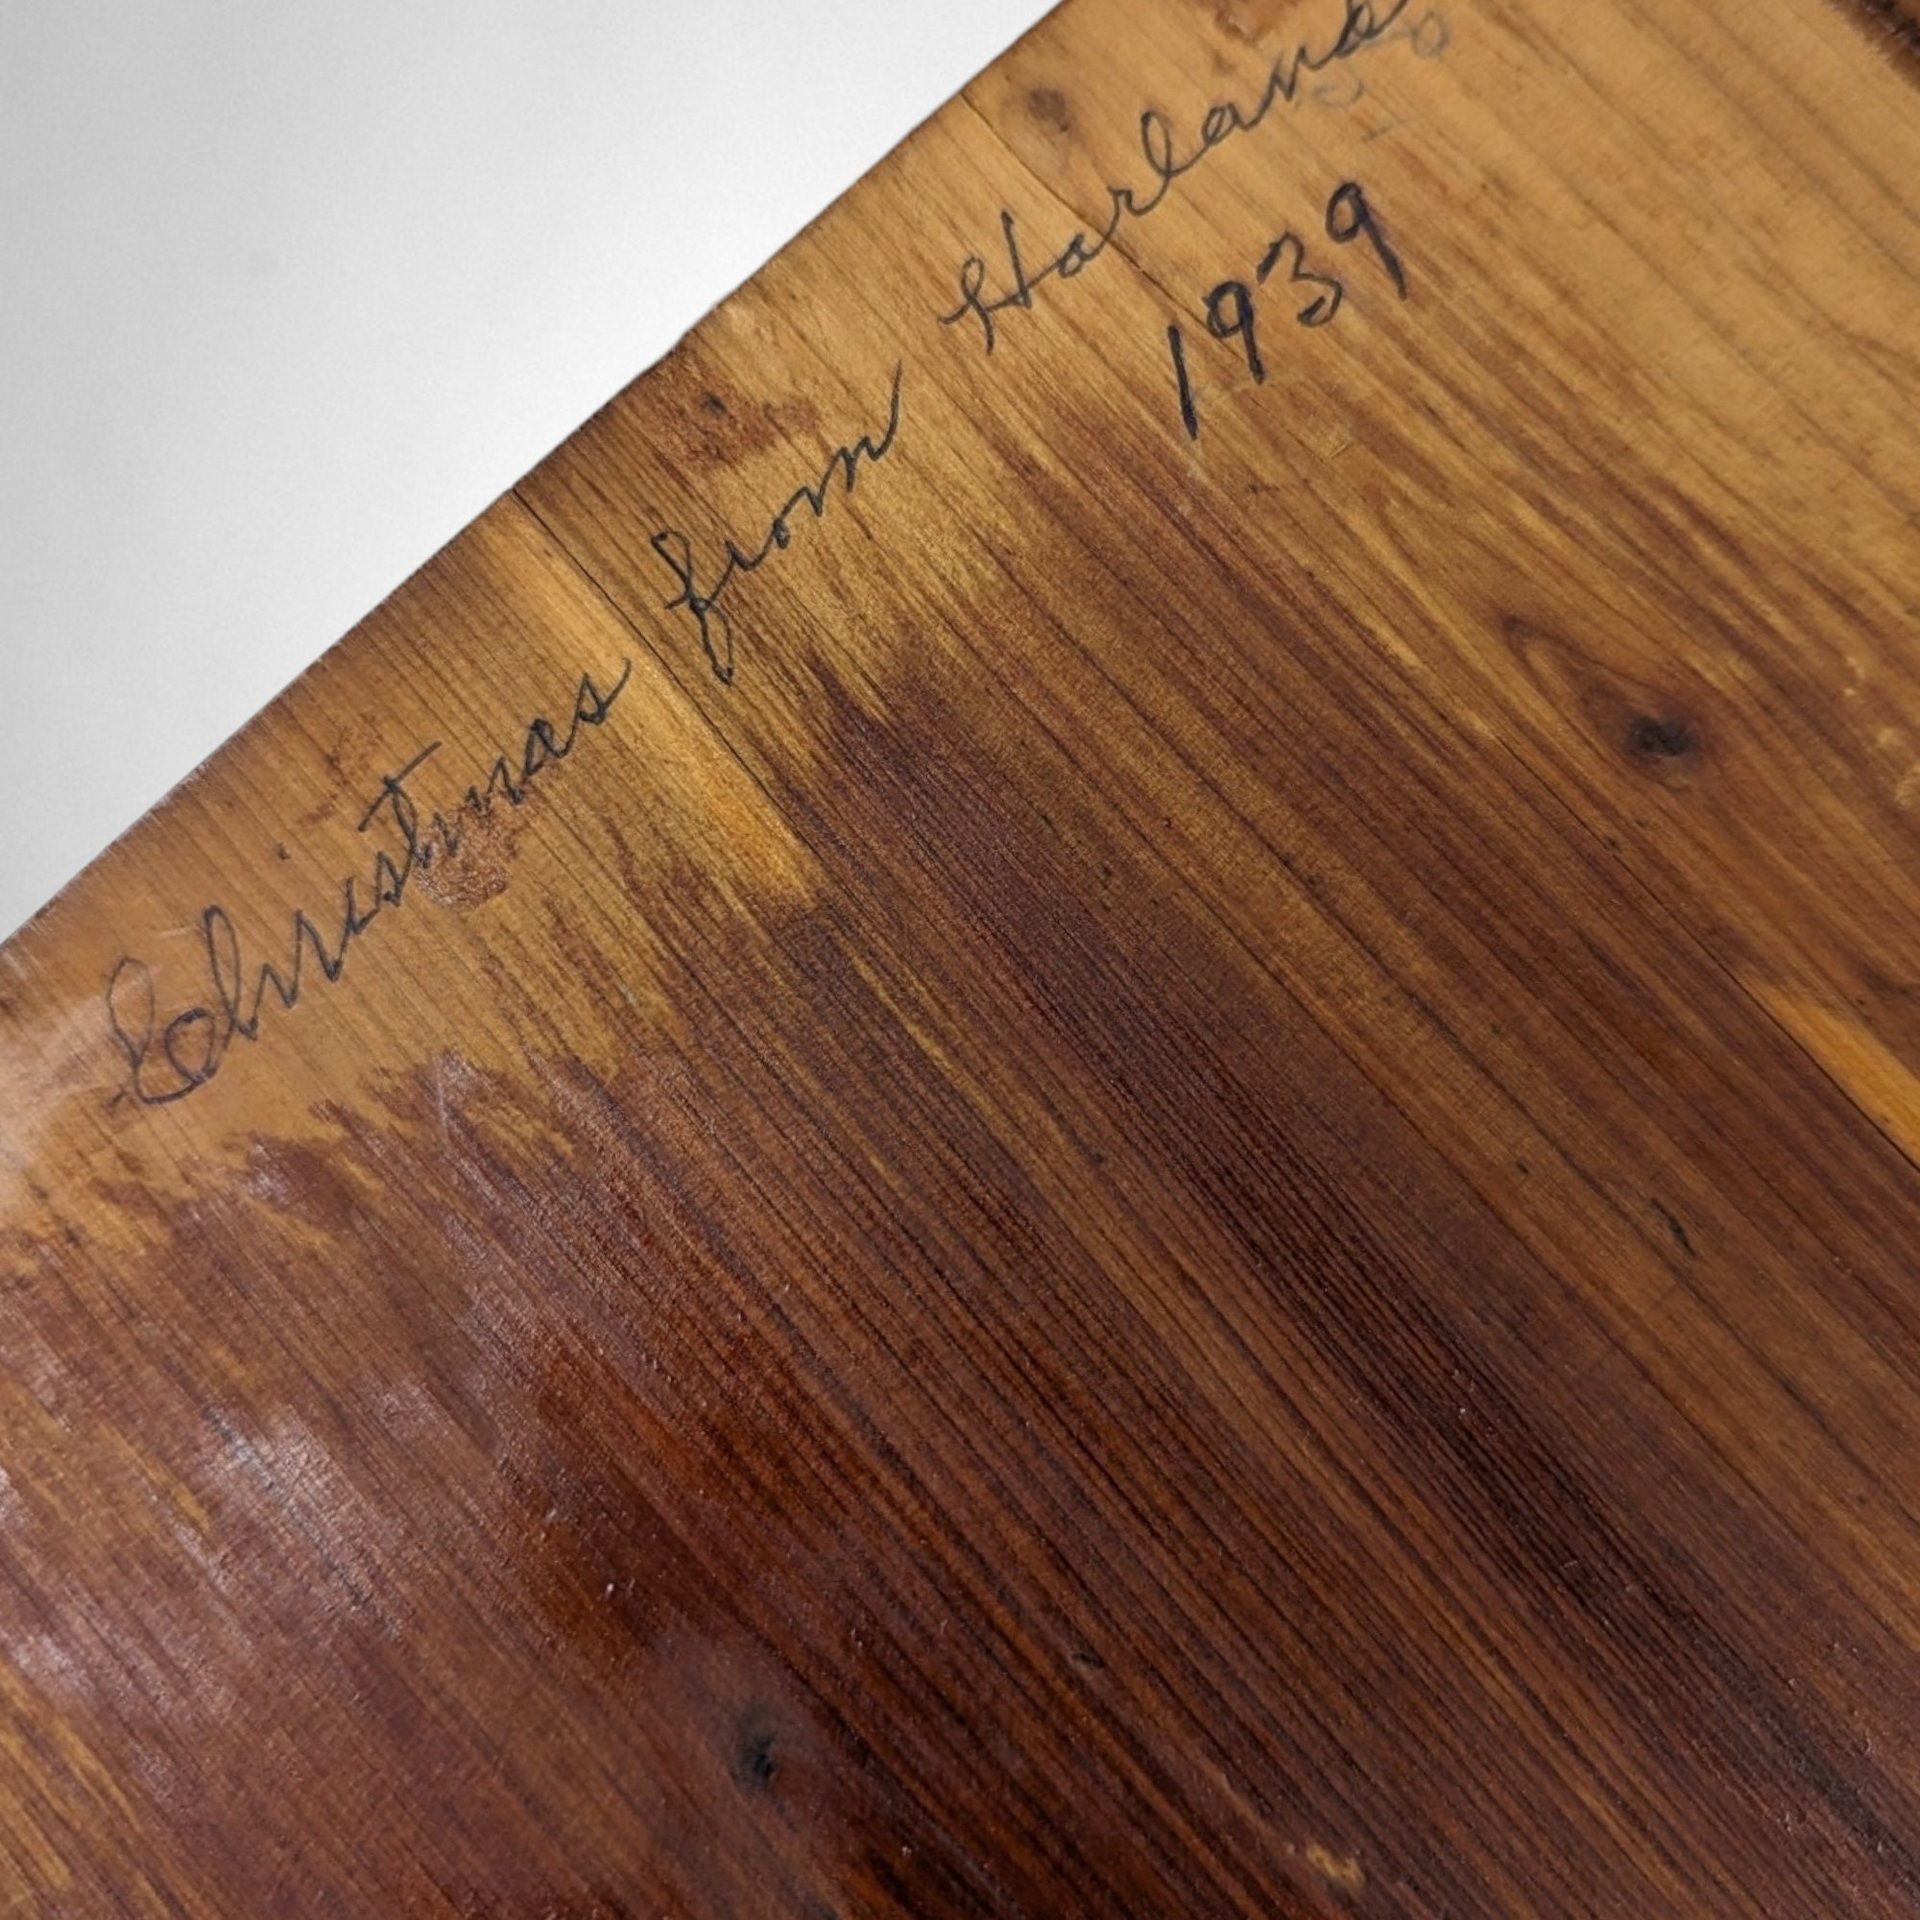 Christmas from Harland
1939